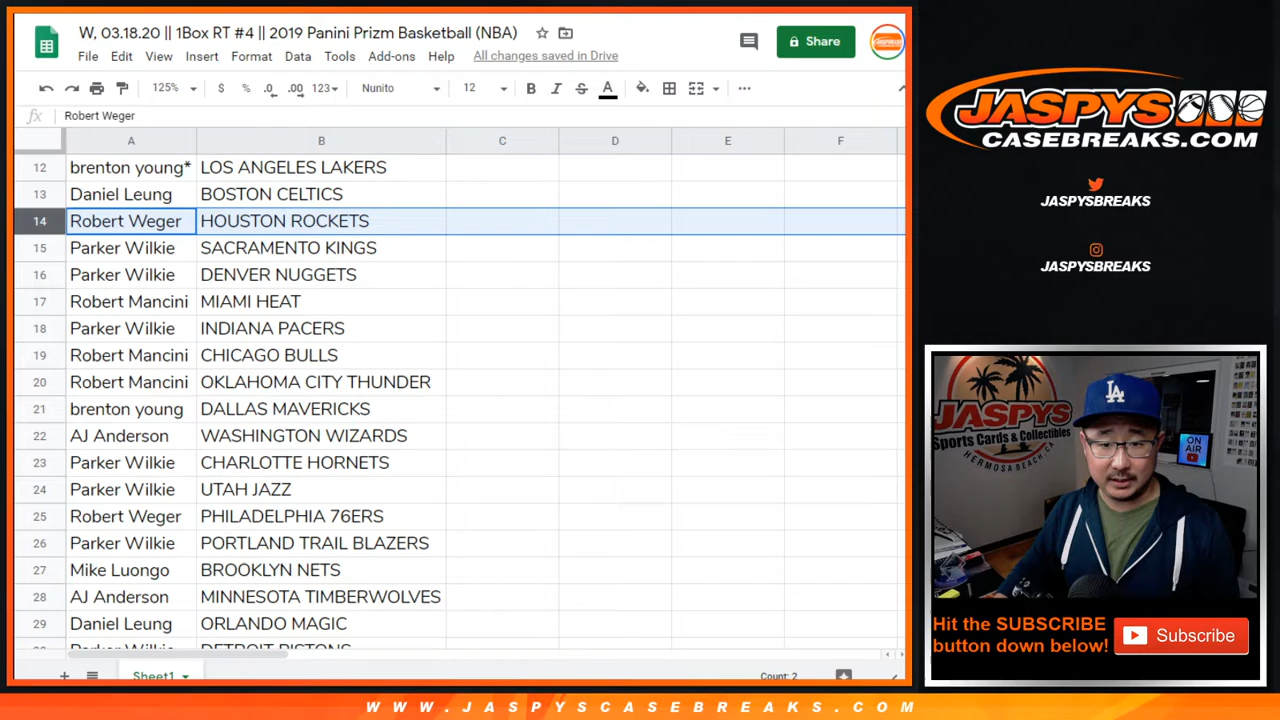 W, 03.18.20 || 1Box RT #4 || 2019 Panini Prizm Basketball (NBA)
File Edit View Insert Format Data Tools Add-ons Help All changes saved in Drive
Share
125% $ % .0 .00 123 Nunito 12 B I S A
fx Robert Weger
A B C D E F
12 brenton young* LOS ANGELES LAKERS
13 Daniel Leung BOSTON CELTICS
14 Robert Weger HOUSTON ROCKETS
15 Parker Wilkie SACRAMENTO KINGS
16 Parker Wilkie DENVER NUGGETS
17 Robert Mancini MIAMI HEAT
18 Parker Wilkie INDIANA PACERS
19 Robert Mancini CHICAGO BULLS
20 Robert Mancini OKLAHOMA CITY THUNDER
21 brenton young DALLAS MAVERICKS
22 AJ Anderson WASHINGTON WIZARDS
23 Parker Wilkie CHARLOTTE HORNETS
24 Parker Wilkie UTAH JAZZ
25 Robert Weger PHILADELPHIA 76ERS
26 Parker Wilkie PORTLAND TRAIL BLAZERS
27 Mike Luongo BROOKLYN NETS
28 AJ Anderson MINNESOTA TIMBERWOLVES
29 Daniel Leung ORLANDO MAGIC
Parker Wilkie DETROIT PISTONS
Sheet1
Count: 2
JASPYS
CASEBREAKS.COM
JASPYSBREAKS
JASPYSBREAKS
JASPYS
Sports Cards & Collectibles
HERMOSA BEACH, CA
LA
ON
AIR
Hit the SUBSCRIBE
button down below!
Subscribe
WWW.JASPYSCASEBREAKS.COM